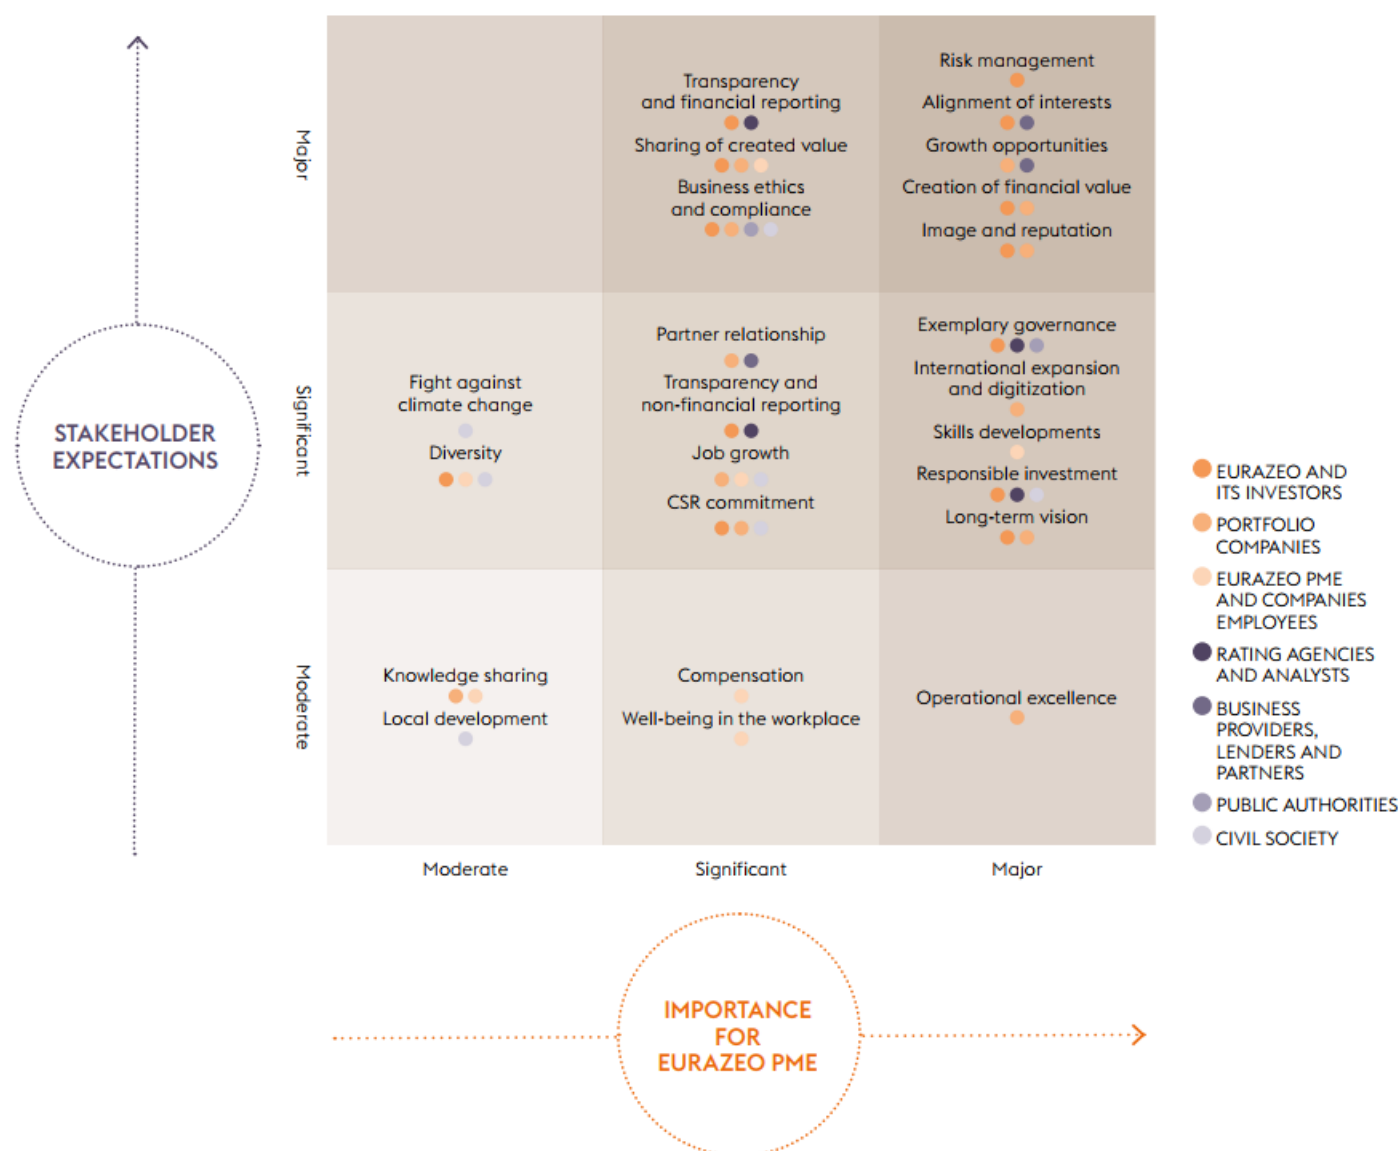 Major
Transparency
and financial reporting
Sharing of created value
Business ethics
and compliance
Risk management
Alignment of interests
Growth opportunities
Creation of financial value
Image and reputation
STAKEHOLDER
EXPECTATIONS
Significant
Fight against
climate change
Diversity
Partner relationship
Transparency and
non-financial reporting
Job growth
CSR commitment
Exemplary governance
International expansion
and digitization
Skills developments
Responsible investment
Long-term vision
Moderate
Knowledge sharing
Local development
Compensation
Well-being in the workplace
Operational excellence
Moderate
Significant
Major
IMPORTANCE
FOR
EURAZEO PME
EURAZEO AND
ITS INVESTORS
PORTFOLIO
COMPANIES
EURAZEO PME
AND COMPANIES
EMPLOYEES
RATING AGENCIES
AND ANALYSTS
BUSINESS
PROVIDERS,
LENDERS AND
PARTNERS
PUBLIC AUTHORITIES
CIVIL SOCIETY